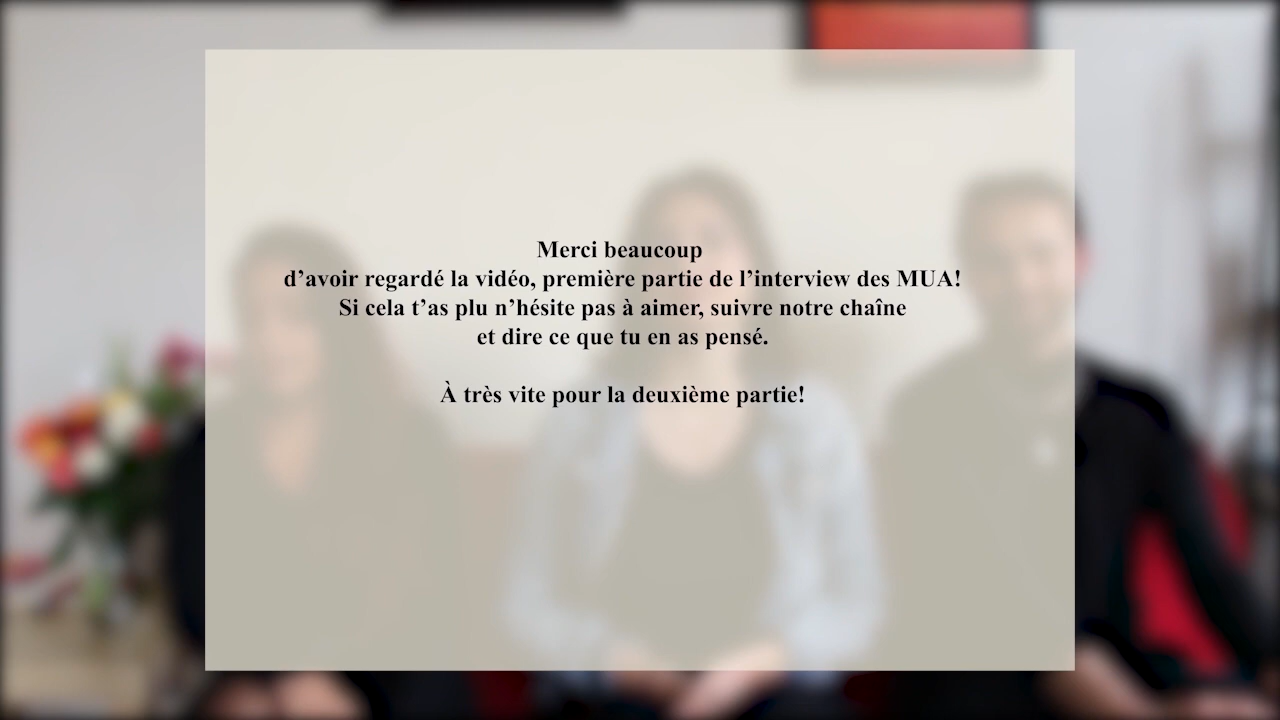 Merci beaucoup
d’avoir regardé la vidéo, première partie de l’interview des MUA!
Si cela t’as plu n’hésite pas à aimer, suivre notre chaîne
et dire ce que tu en as pensé.
À très vite pour la deuxième partie!